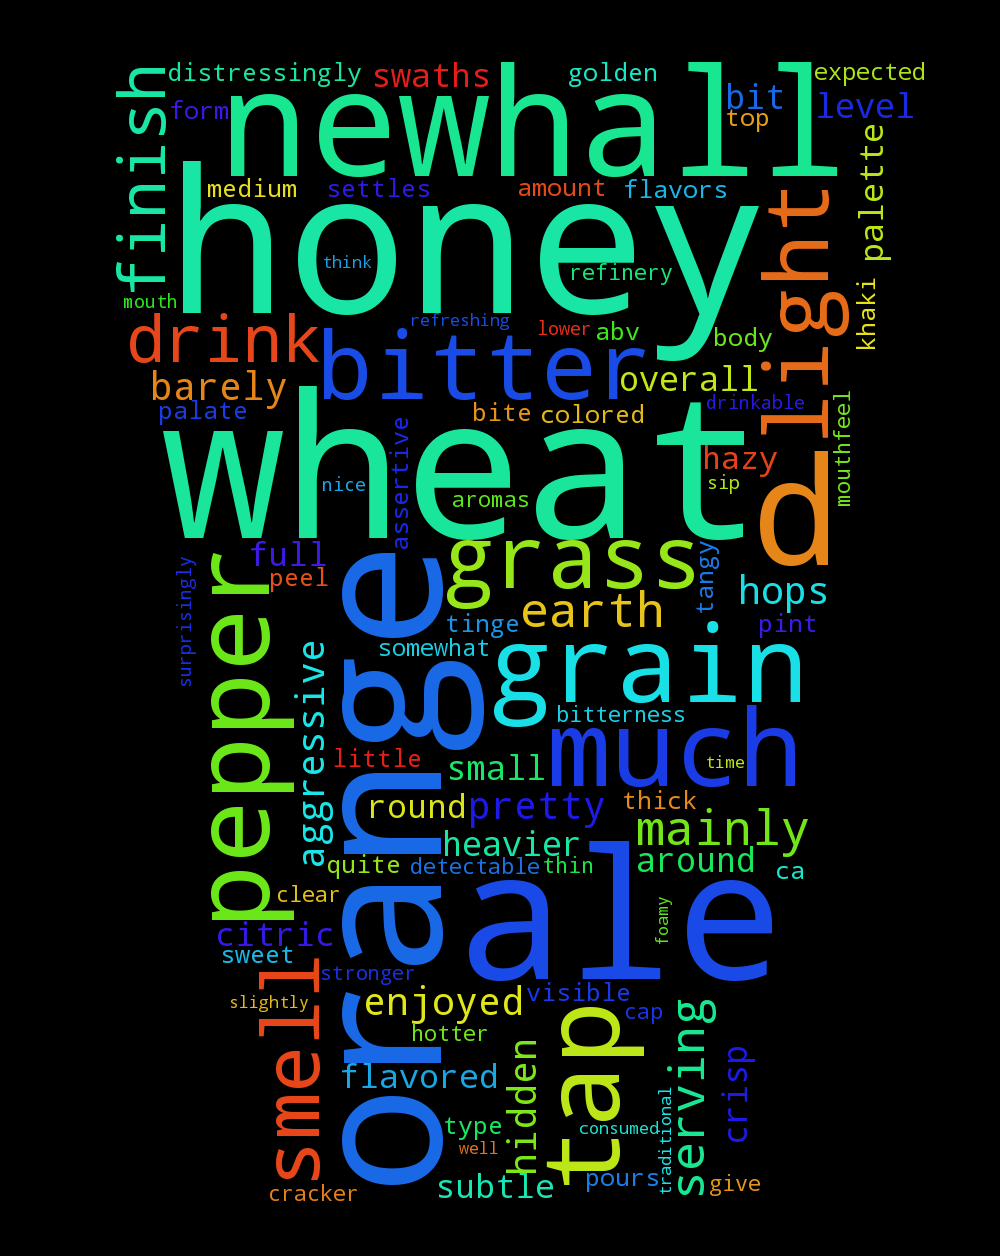 distressingly
swaths
golden
expected
newhall
bit
level
form
top
finish
palette
medium
settles
amount
flavors
honey
light
think
refinery
mouth
khaki
refreshing
lower
abv
body
drink
bitter
overall
barely
drinkable
palate
bite
colored
mouthfeel
wheat
assertive
hazy
nice
aromas
sip
d
full
grass
peel
tangy
hops
surprisingly
pepper
orange
tinge
earth
pint
somewhat
grain
aggressive
bitterness
much
little
small
time
round
pretty
thick
mainly
heavier
around
quite
detectable
thin
ca
ale
clear
foamy
citric
sweet
stronger
smell
slightly
enjoyed
visible
cap
tap
serving
hotter
hidden
crisp
flavored
type
consumed
traditional
well
cracker
subtle
pours
give